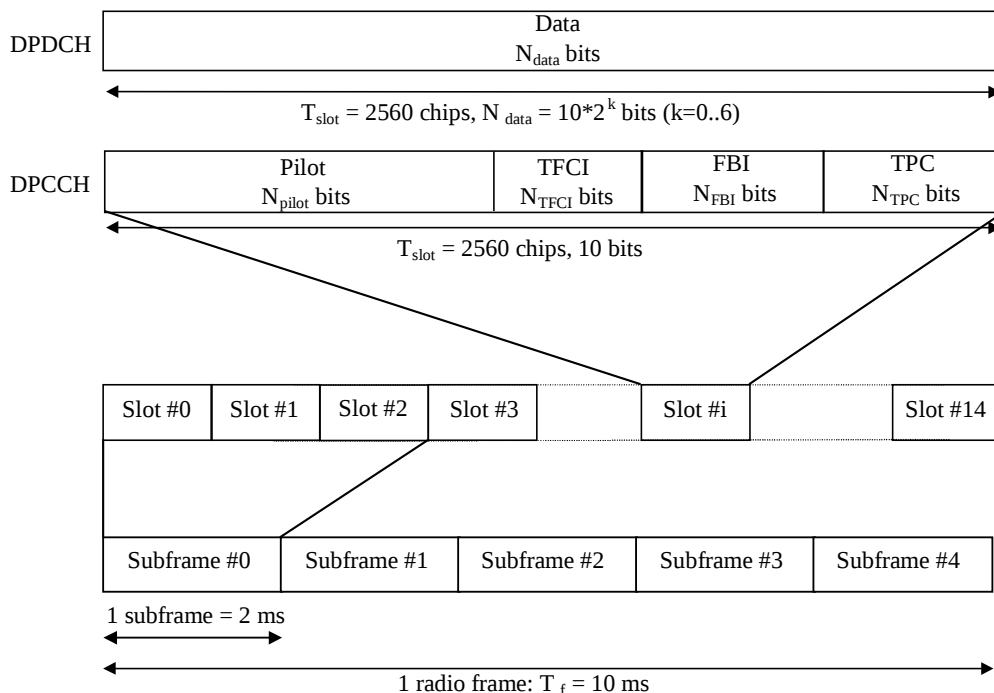 DPDCH
Data
N_data bits
T_slot = 2560 chips, N_data = 10*2^k bits (k=0..6)
DPCCH
Pilot
N_pilot bits
TFCI
N_TFCI bits
FBI
N_FBI bits
TPC
N_TPC bits
T_slot = 2560 chips, 10 bits
Slot #0
Slot #1
Slot #2
Slot #3
Slot #i
Slot #14
Subframe #0
Subframe #1
Subframe #2
Subframe #3
Subframe #4
1 subframe = 2 ms
1 radio frame: T_f = 10 ms